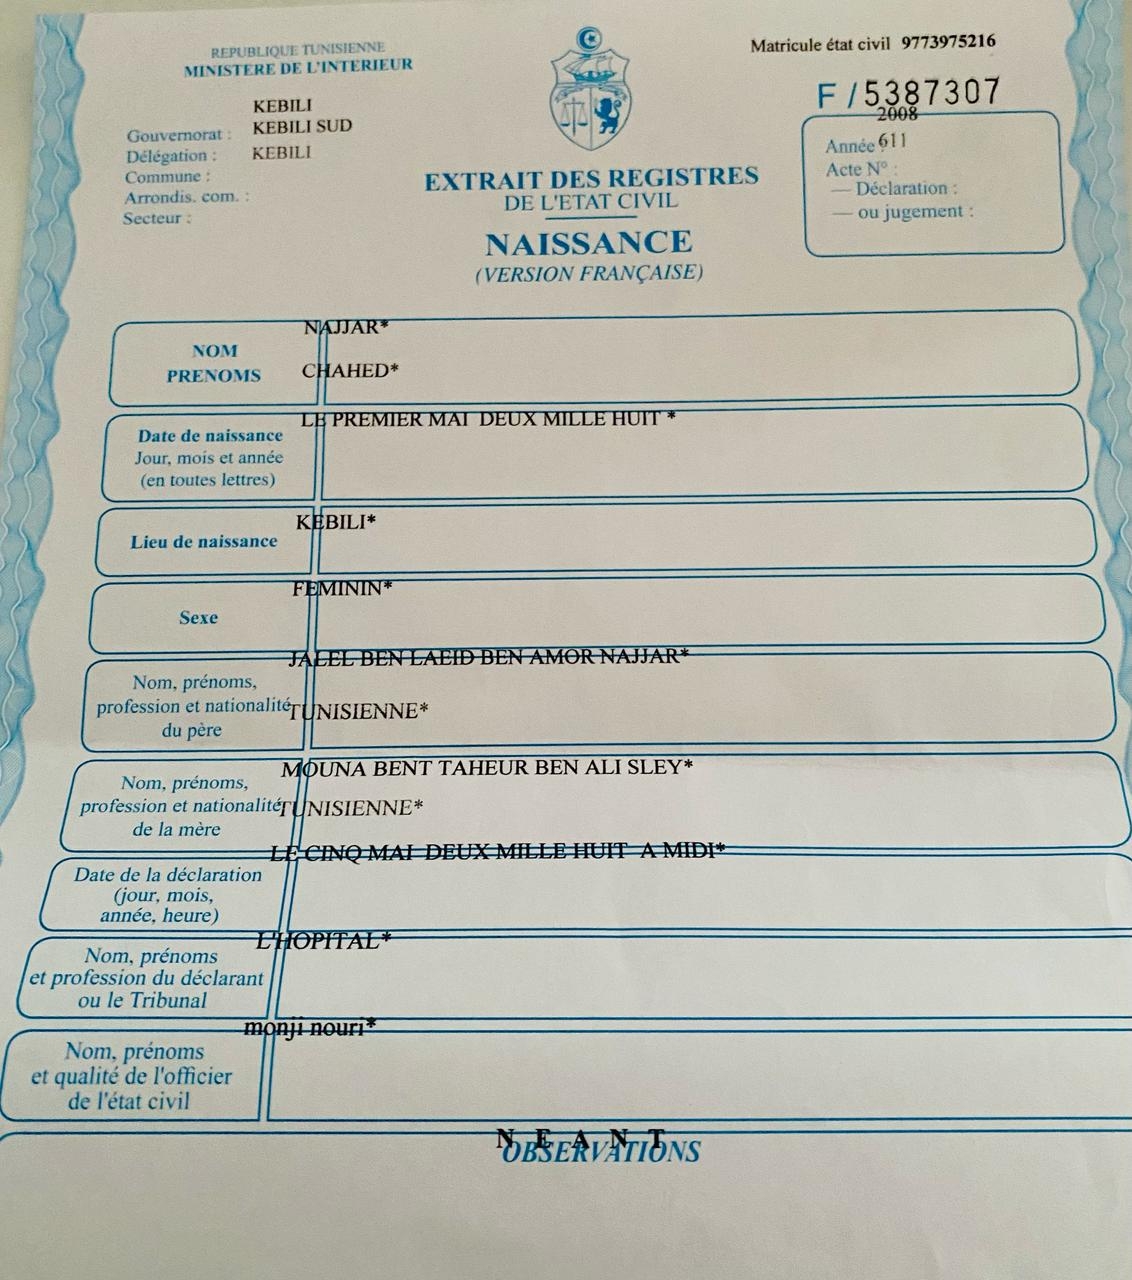 REPUBLIQUE TUNISIENNE
MINISTERE DE L'INTERIEUR
Matricule état civil 9773975216
F / 5387307
KEBILI
Gouvernorat : KEBILI SUD
Délégation : KEBILI
Commune :
Arrondis. com. :
Secteur :
2008
Année : 611
Acte N° :
— Déclaration :
— ou jugement :
EXTRAIT DES REGISTRES
DE L'ETAT CIVIL
NAISSANCE
(VERSION FRANÇAISE)
NAJJAR*
NOM
PRENOMS
CHAHED*
LE PREMIER MAI DEUX MILLE HUIT *
Date de naissance
Jour, mois et année
(en toutes lettres)
KEBILI*
Lieu de naissance
FEMININ*
Sexe
JALEL BEN LAEID BEN AMOR NAJJAR*
Nom, prénoms,
profession et nationalité
du père
TUNISIENNE*
MOUNA BENT TAHEUR BEN ALI SLEY*
Nom, prénoms,
profession et nationalité
de la mère
TUNISIENNE*
LE CINQ MAI DEUX MILLE HUIT A MIDI*
Date de la déclaration
(jour, mois,
année, heure)
L'HOPITAL*
Nom, prénoms
et profession du déclarant
ou le Tribunal
monji nouri*
Nom, prénoms
et qualité de l'officier
de l'état civil
N E A N T
OBSERVATIONS